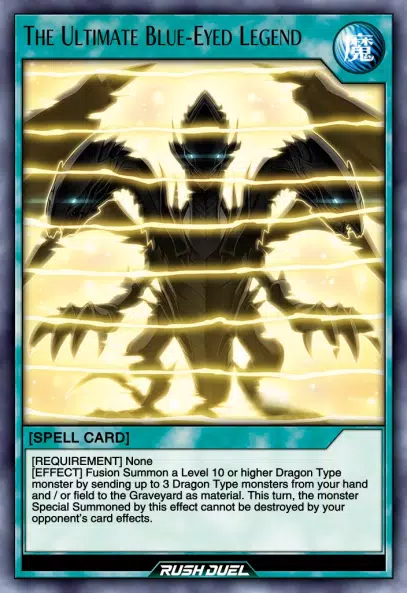 The Ultimate Blue-Eyed Legend
魔
[SPELL CARD]
[REQUIREMENT] None
[EFFECT] Fusion Summon a Level 10 or higher Dragon Type
monster by sending up to 3 Dragon Type monsters from your hand
and / or field to the Graveyard as material. This turn, the monster
Special Summoned by this effect cannot be destroyed by your
opponent's card effects.
RUSH DUEL